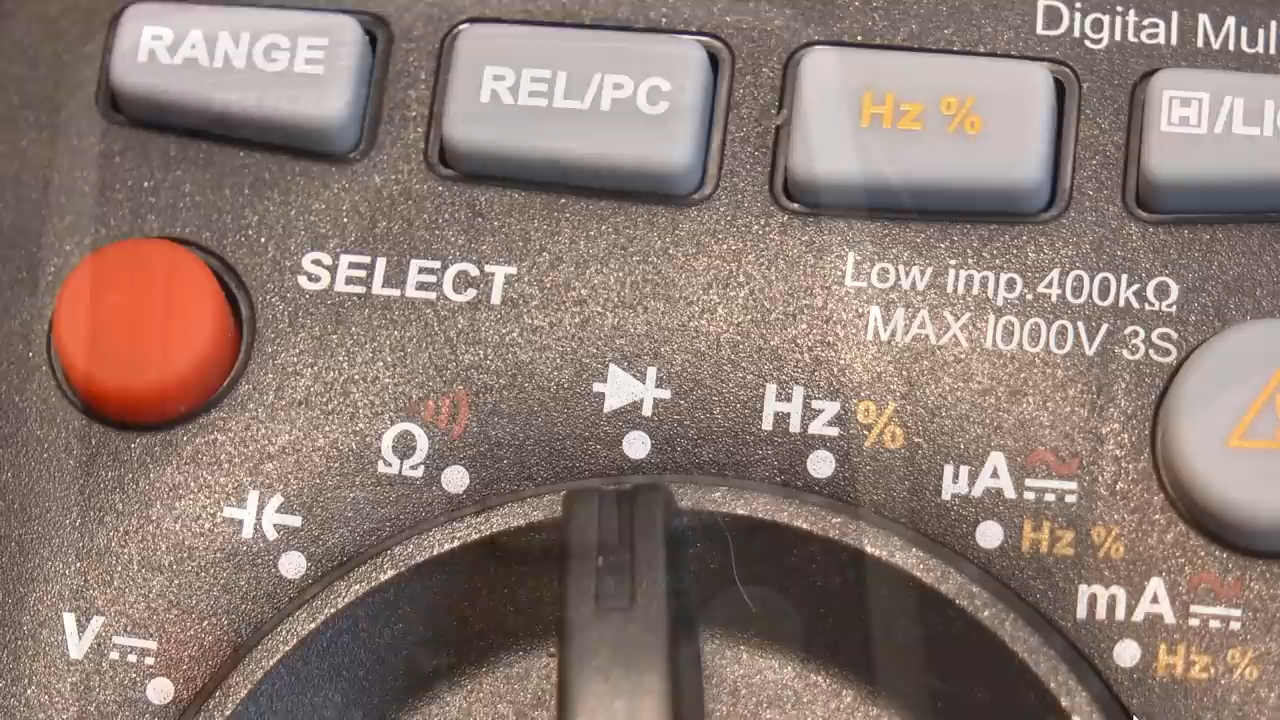 Digital Mul
RANGE
REL/PC
Hz %
H/LI
SELECT
Low imp.400kΩ
MAX 1000V 3S
Ω
Hz %
µA
Hz %
mA
Hz %
V